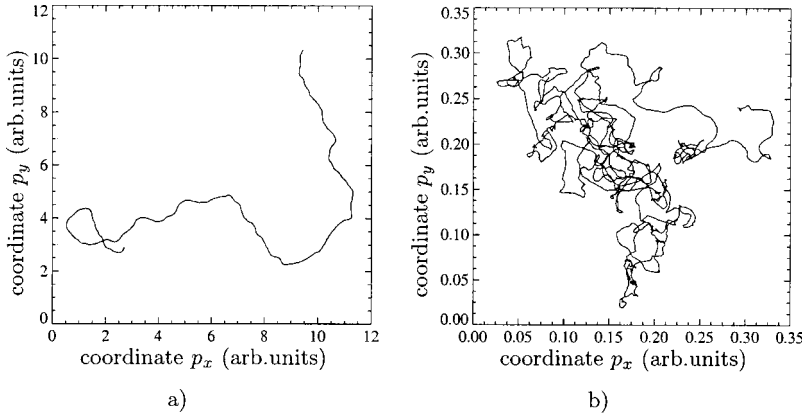 12
10
8
6
4
2
0
coordinate p_y (arb.units)
0 2 4 6 8 10 12
coordinate p_x (arb.units)
a)
0.35
0.30
0.25
0.20
0.15
0.10
0.05
0.00
coordinate p_y (arb.units)
0.00 0.05 0.10 0.15 0.20 0.25 0.30 0.35
coordinate p_x (arb.units)
b)